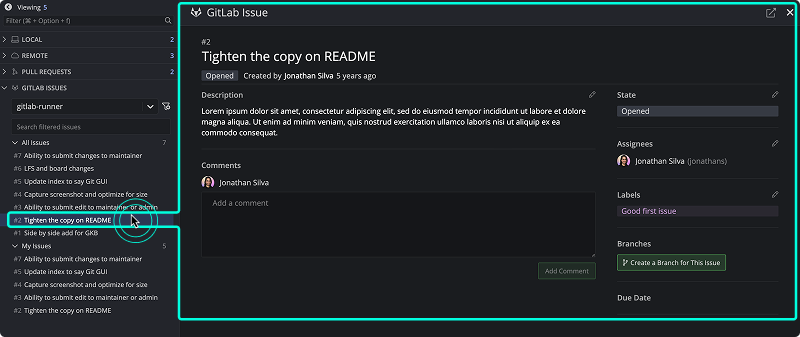 Viewing 5
Filter (⌘ + Option + f)
LOCAL 2
REMOTE 3
PULL REQUESTS 2
GITLAB ISSUES
gitlab-runner
Search filtered issues
All Issues 7
#7 Ability to submit changes to maintainer
#6 LFS and board changes
#5 Update index to say Git GUI
#4 Capture screenshot and optimize for size
#3 Ability to submit edit to maintainer or admin
#2 Tighten the copy on README
#1 Side by side add for GKB
My Issues 5
#7 Ability to submit changes to maintainer
#5 Update index to say Git GUI
#4 Capture screenshot and optimize for size
#3 Ability to submit edit to maintainer or admin
#2 Tighten the copy on README
GitLab Issue
#2
Tighten the copy on README
Opened Created by Jonathan Silva 5 years ago
Description
Lorem ipsum dolor sit amet, consectetur adipiscing elit, sed do eiusmod tempor incididunt ut labore et dolore
magna aliqua. Ut enim ad minim veniam, quis nostrud exercitation ullamco laboris nisi ut aliquip ex ea
commodo consequat.
Comments
Jonathan Silva
Add a comment
Add Comment
State
Opened
Assignees
Jonathan Silva (jonathans)
Labels
Good first issue
Branches
Create a Branch for This Issue
Due Date